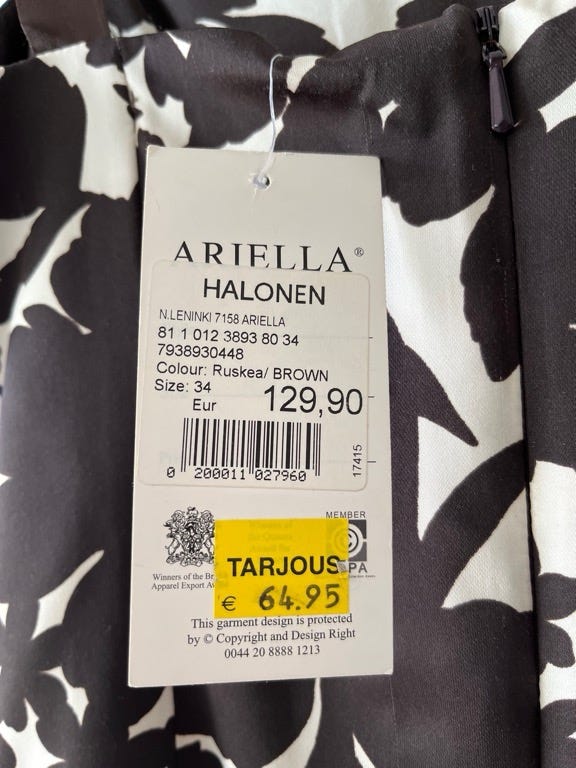 ARIELLA®
HALONEN
N.LENINKI 7158 ARIELLA
81 1 012 3893 80 34
7938930448
Colour: Ruskea/ BROWN
Size: 34
Eur 129,90
0 200011 027960
17415
MEMBER
Winners of the
Apparel Export
TARJOUS
€ 64.95
PA
This garment design is protected
by © Copyright and Design Right
0044 20 8888 1213